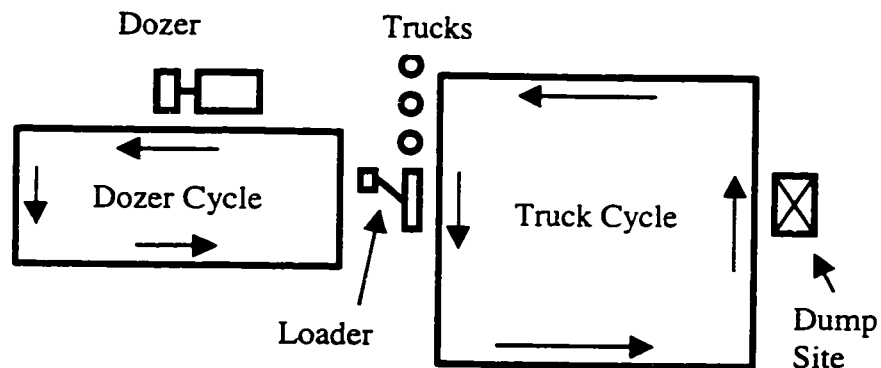 Dozer
Trucks
Dozer Cycle
Truck Cycle
Loader
Dump
Site